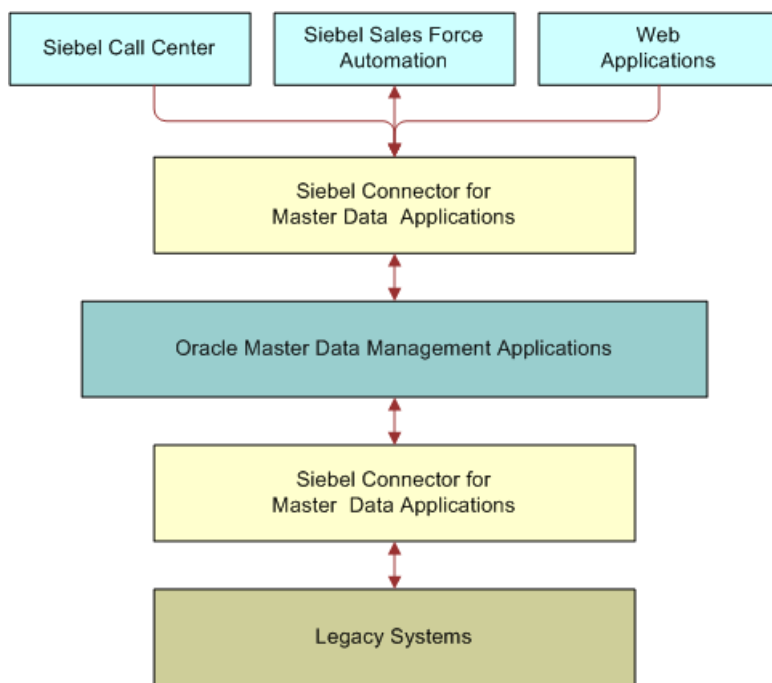 Siebel Call Center
Siebel Sales Force
Automation
Web
Applications
Siebel Connector for
Master Data Applications
Oracle Master Data Management Applications
Siebel Connector for
Master Data Applications
Legacy Systems